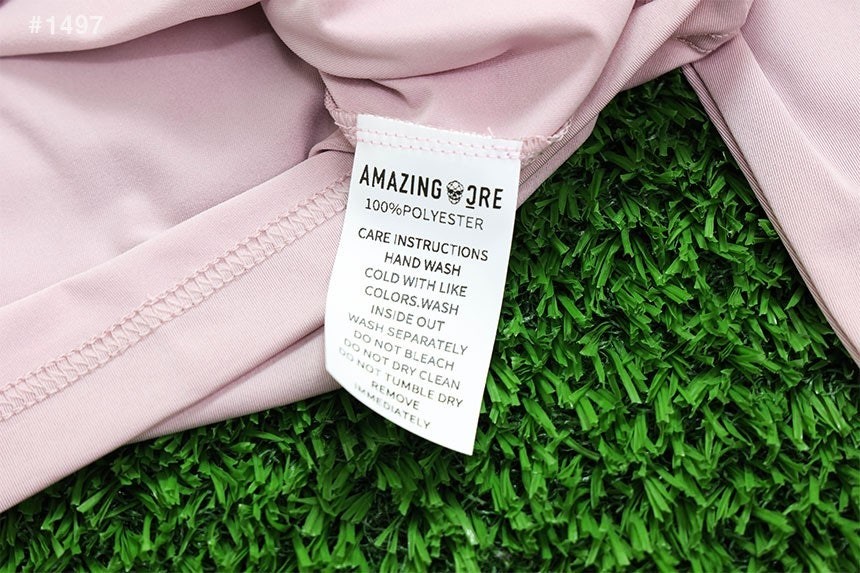 #1497
AMAZING CORE
100%POLYESTER
CARE INSTRUCTIONS
HAND WASH
COLD WITH LIKE
COLORS.WASH
INSIDE OUT
WASH SEPARATELY
DO NOT BLEACH
DO NOT DRY CLEAN
DO NOT TUMBLE DRY
REMOVE
IMMEDIATELY